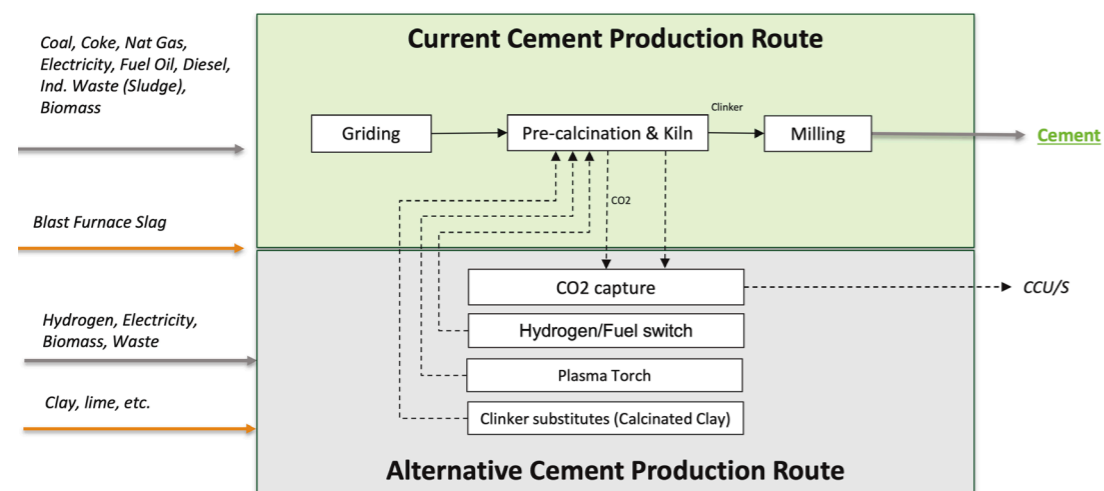 Current Cement Production Route
Coal, Coke, Nat Gas,
Electricity, Fuel Oil, Diesel,
Ind. Waste (Sludge),
Biomass
Griding
Pre-calcination & Kiln
Clinker
Milling
Cement
CO2
Blast Furnace Slag
CO2 capture
CCU/S
Hydrogen, Electricity,
Biomass, Waste
Hydrogen/Fuel switch
Plasma Torch
Clay, lime, etc.
Clinker substitutes (Calcinated Clay)
Alternative Cement Production Route